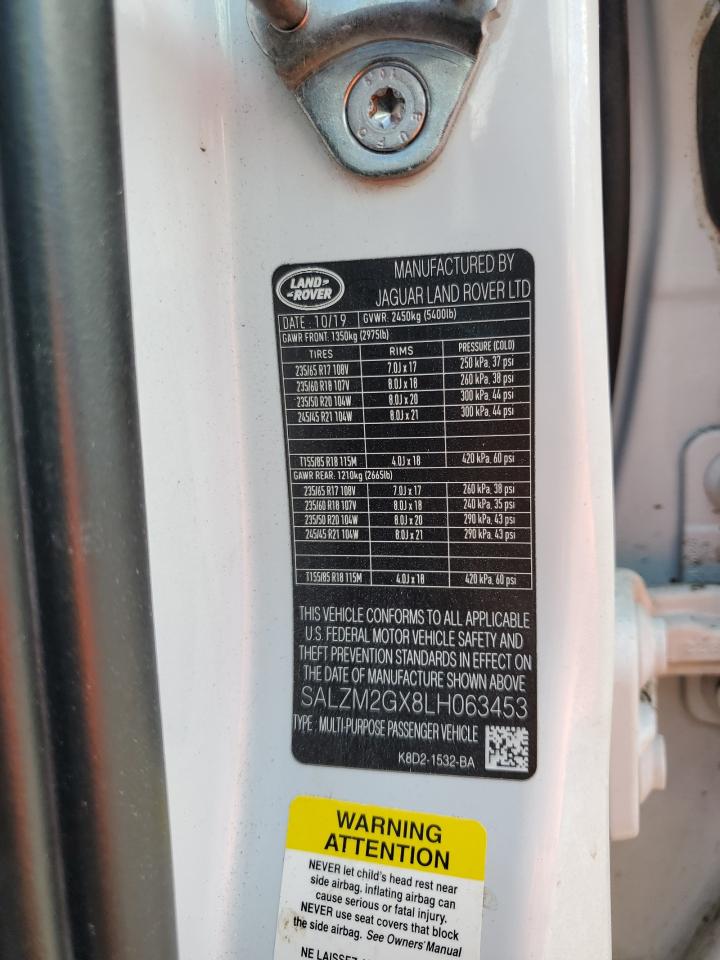 LAND-
-ROVER
MANUFACTURED BY
JAGUAR LAND ROVER LTD
DATE : 10/19 GVWR: 2450kg (5400lb)
GAWR FRONT: 1350kg (2975lb)
TIRES RIMS PRESSURE (COLD)
235/65 R17 108V 7.0J x 17 250 kPa, 37 psi
235/60 R18 107V 8.0J x 18 260 kPa, 38 psi
235/50 R20 104W 8.0J x 20 300 kPa, 44 psi
245/45 R21 104W 8.0J x 21 300 kPa, 44 psi
T155/85 R18 115M 4.0J x 18 420 kPa, 60 psi
GAWR REAR: 1210kg (2665lb)
235/65 R17 108V 7.0J x 17 260 kPa, 38 psi
235/60 R18 107V 8.0J x 18 240 kPa, 35 psi
235/50 R20 104W 8.0J x 20 290 kPa, 43 psi
245/45 R21 104W 8.0J x 21 290 kPa, 43 psi
T155/85 R18 115M 4.0J x 18 420 kPa, 60 psi
THIS VEHICLE CONFORMS TO ALL APPLICABLE
U.S. FEDERAL MOTOR VEHICLE SAFETY AND
THEFT PREVENTION STANDARDS IN EFFECT ON
THE DATE OF MANUFACTURE SHOWN ABOVE
SALZM2GX8LH063453
TYPE : MULTI-PURPOSE PASSENGER VEHICLE
K8D2-1532-BA
WARNING
ATTENTION
NEVER let child's head rest near
side airbag, inflating airbag can
cause serious or fatal injury.
NEVER use seat covers that block
the side airbag. See Owners' Manual
NE LAISSEZ